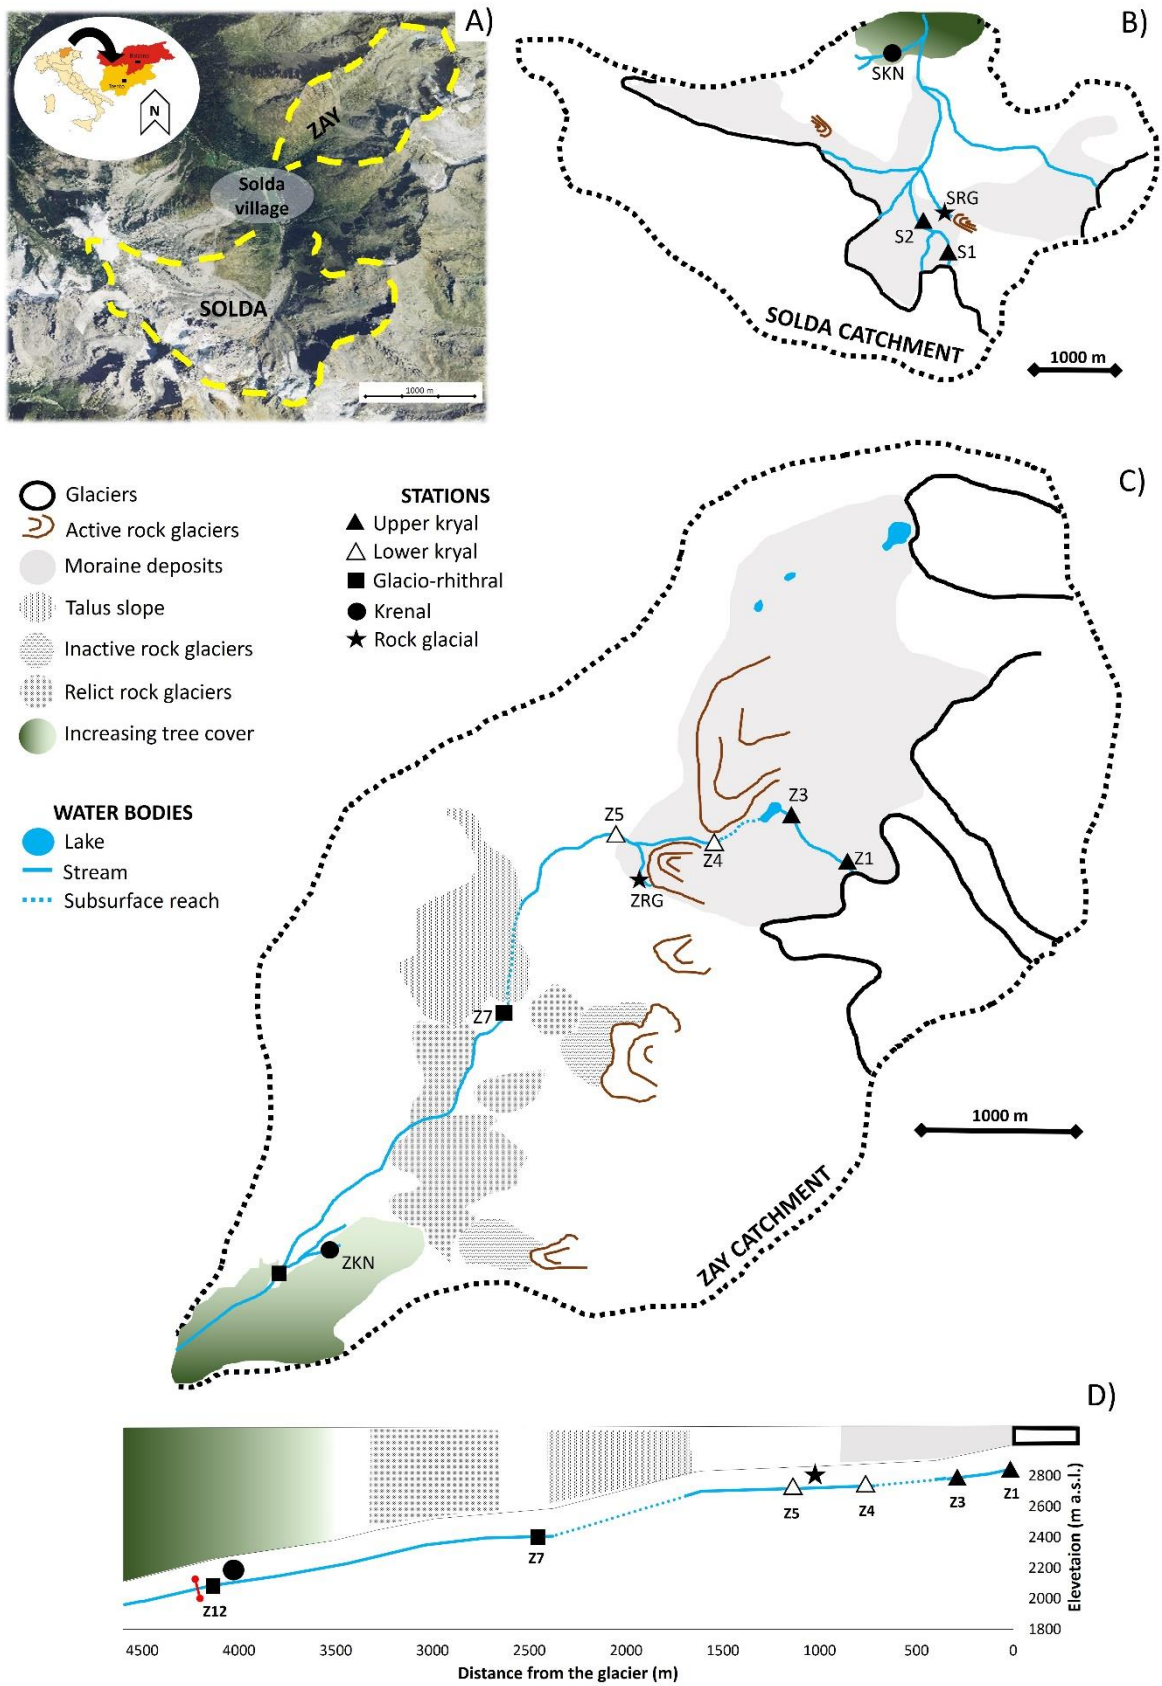 A)
Bolzano
Trento
N
ZAY
Solda
village
SOLDA
1000 m
B)
SKN
SRG
S2
S1
SOLDA CATCHMENT
1000 m
C)
Glaciers
Active rock glaciers
Moraine deposits
Talus slope
Inactive rock glaciers
Relict rock glaciers
Increasing tree cover
STATIONS
Upper kryal
Lower kryal
Glacio-rhithral
Krenal
Rock glacial
WATER BODIES
Lake
Stream
Subsurface reach
Z3
Z5
Z4
Z1
ZRG
Z7
1000 m
ZAY CATCHMENT
ZKN
D)
2800
2600
2400
2200
2000
1800
Elevetaion (m a.s.l.)
Z1
Z3
Z4
Z5
Z7
Z12
4500 4000 3500 3000 2500 2000 1500 1000 500 0
Distance from the glacier (m)